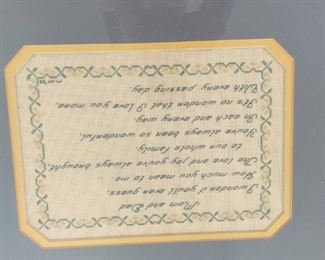 Mom and Dad
I wonder if you'll ever guess
How much you mean to me,
The love and joy you've always brought,
to our whole family.
You've always been so wonderful,
In each and every way,
It's no wonder that I love you more,
With every passing day.